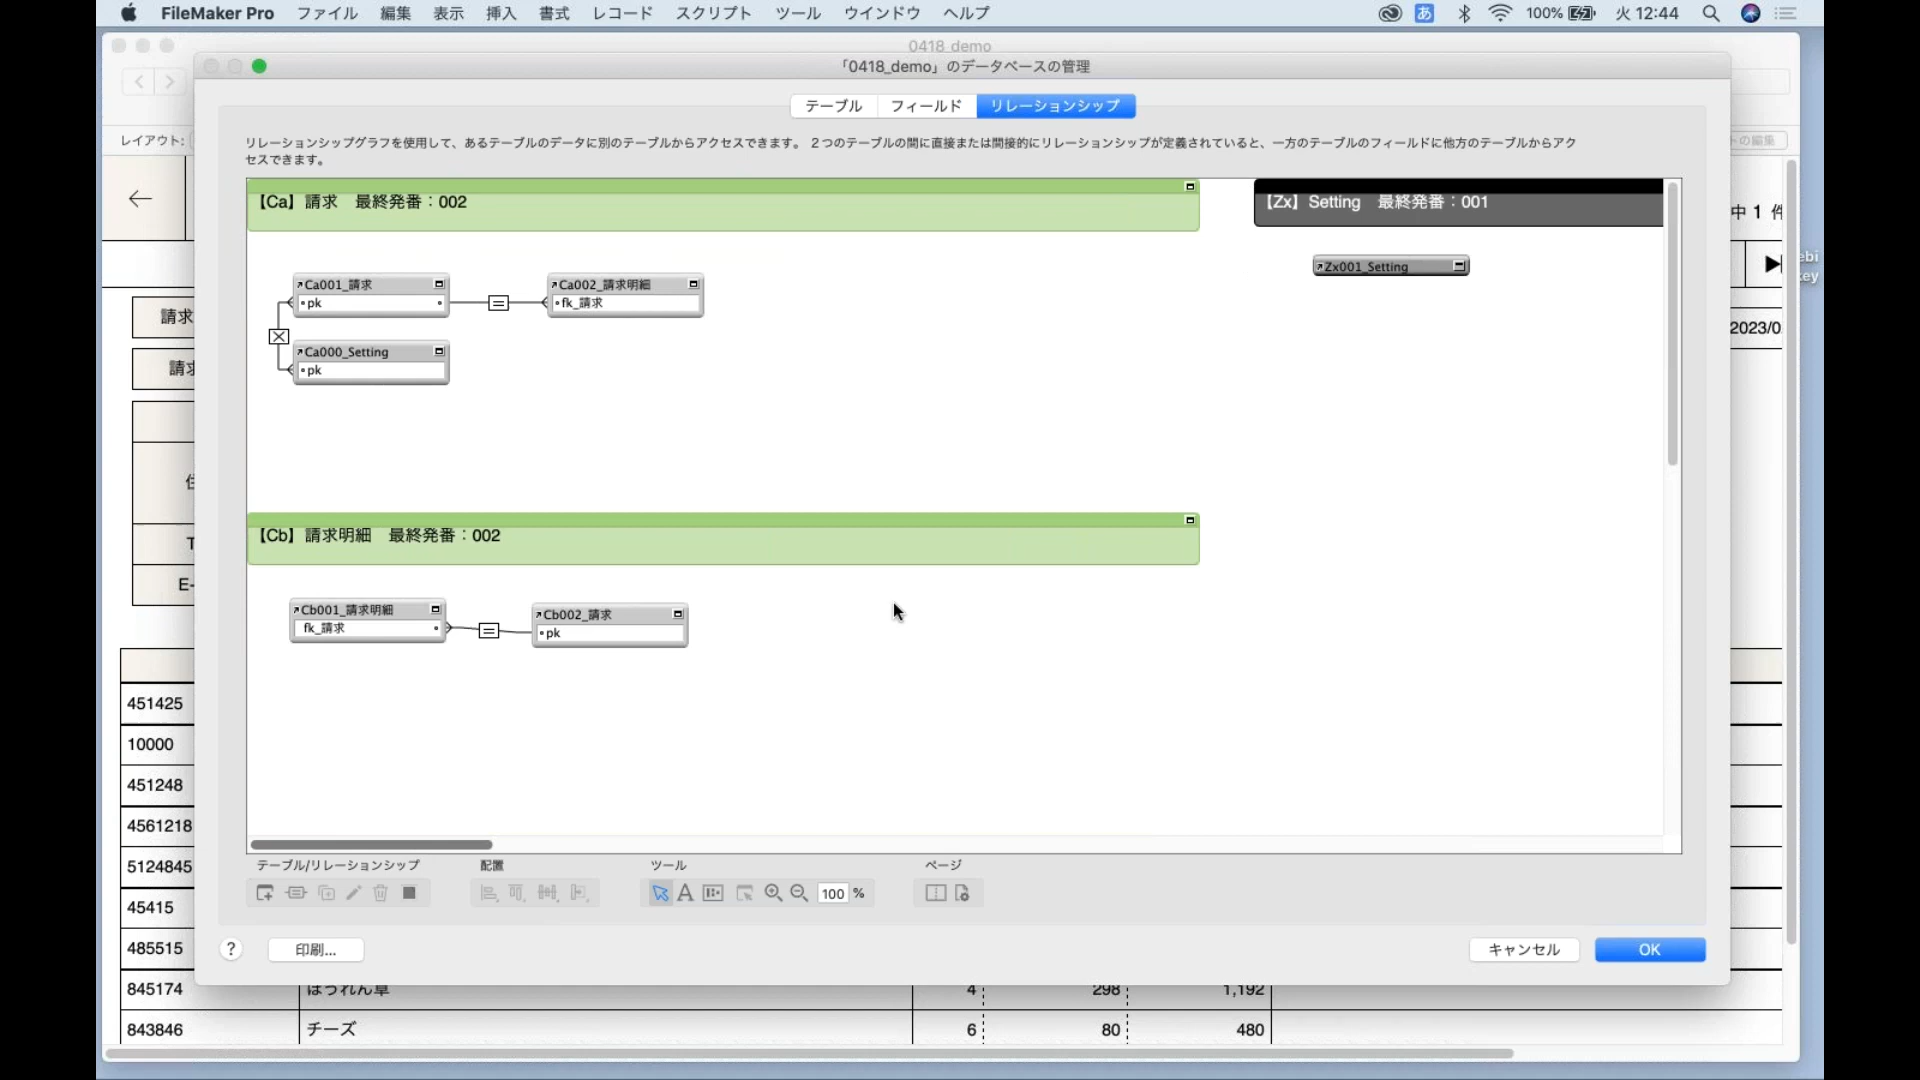 FileMaker Pro ファイル 編集 表示 挿入 書式 レコード スクリプト ツール ウインドウ ヘルプ あ 100% 火 12:44
0418_demo
「0418_demo」のデータベースの管理
テーブル フィールド リレーションシップ
レイアウト:
リレーションシップグラフを使用して、あるテーブルのデータに別のテーブルからアクセスできます。 2つのテーブルの間に直接または間接的にリレーションシップが定義されていると、一方のテーブルのフィールドに他方のテーブルからアク
セスできます。
トの編集
【Ca】請求 最終発番：002
【Zx】Setting 最終発番：001
中 1 件
Zx001_Setting
Ca001_請求
pk
Ca002_請求明細
fk_請求
Ca000_Setting
pk
請求
2023/0
【Cb】請求明細 最終発番：002
E-
Cb001_請求明細
fk_請求
Cb002_請求
pk
451425
10000
451248
4561218
5124845
45415
485515
テーブル/リレーションシップ 配置 ツール ページ
100 %
? 印刷... キャンセル OK
845174 ほうれん草 4 298 1,192
843846 チーズ 6 80 480